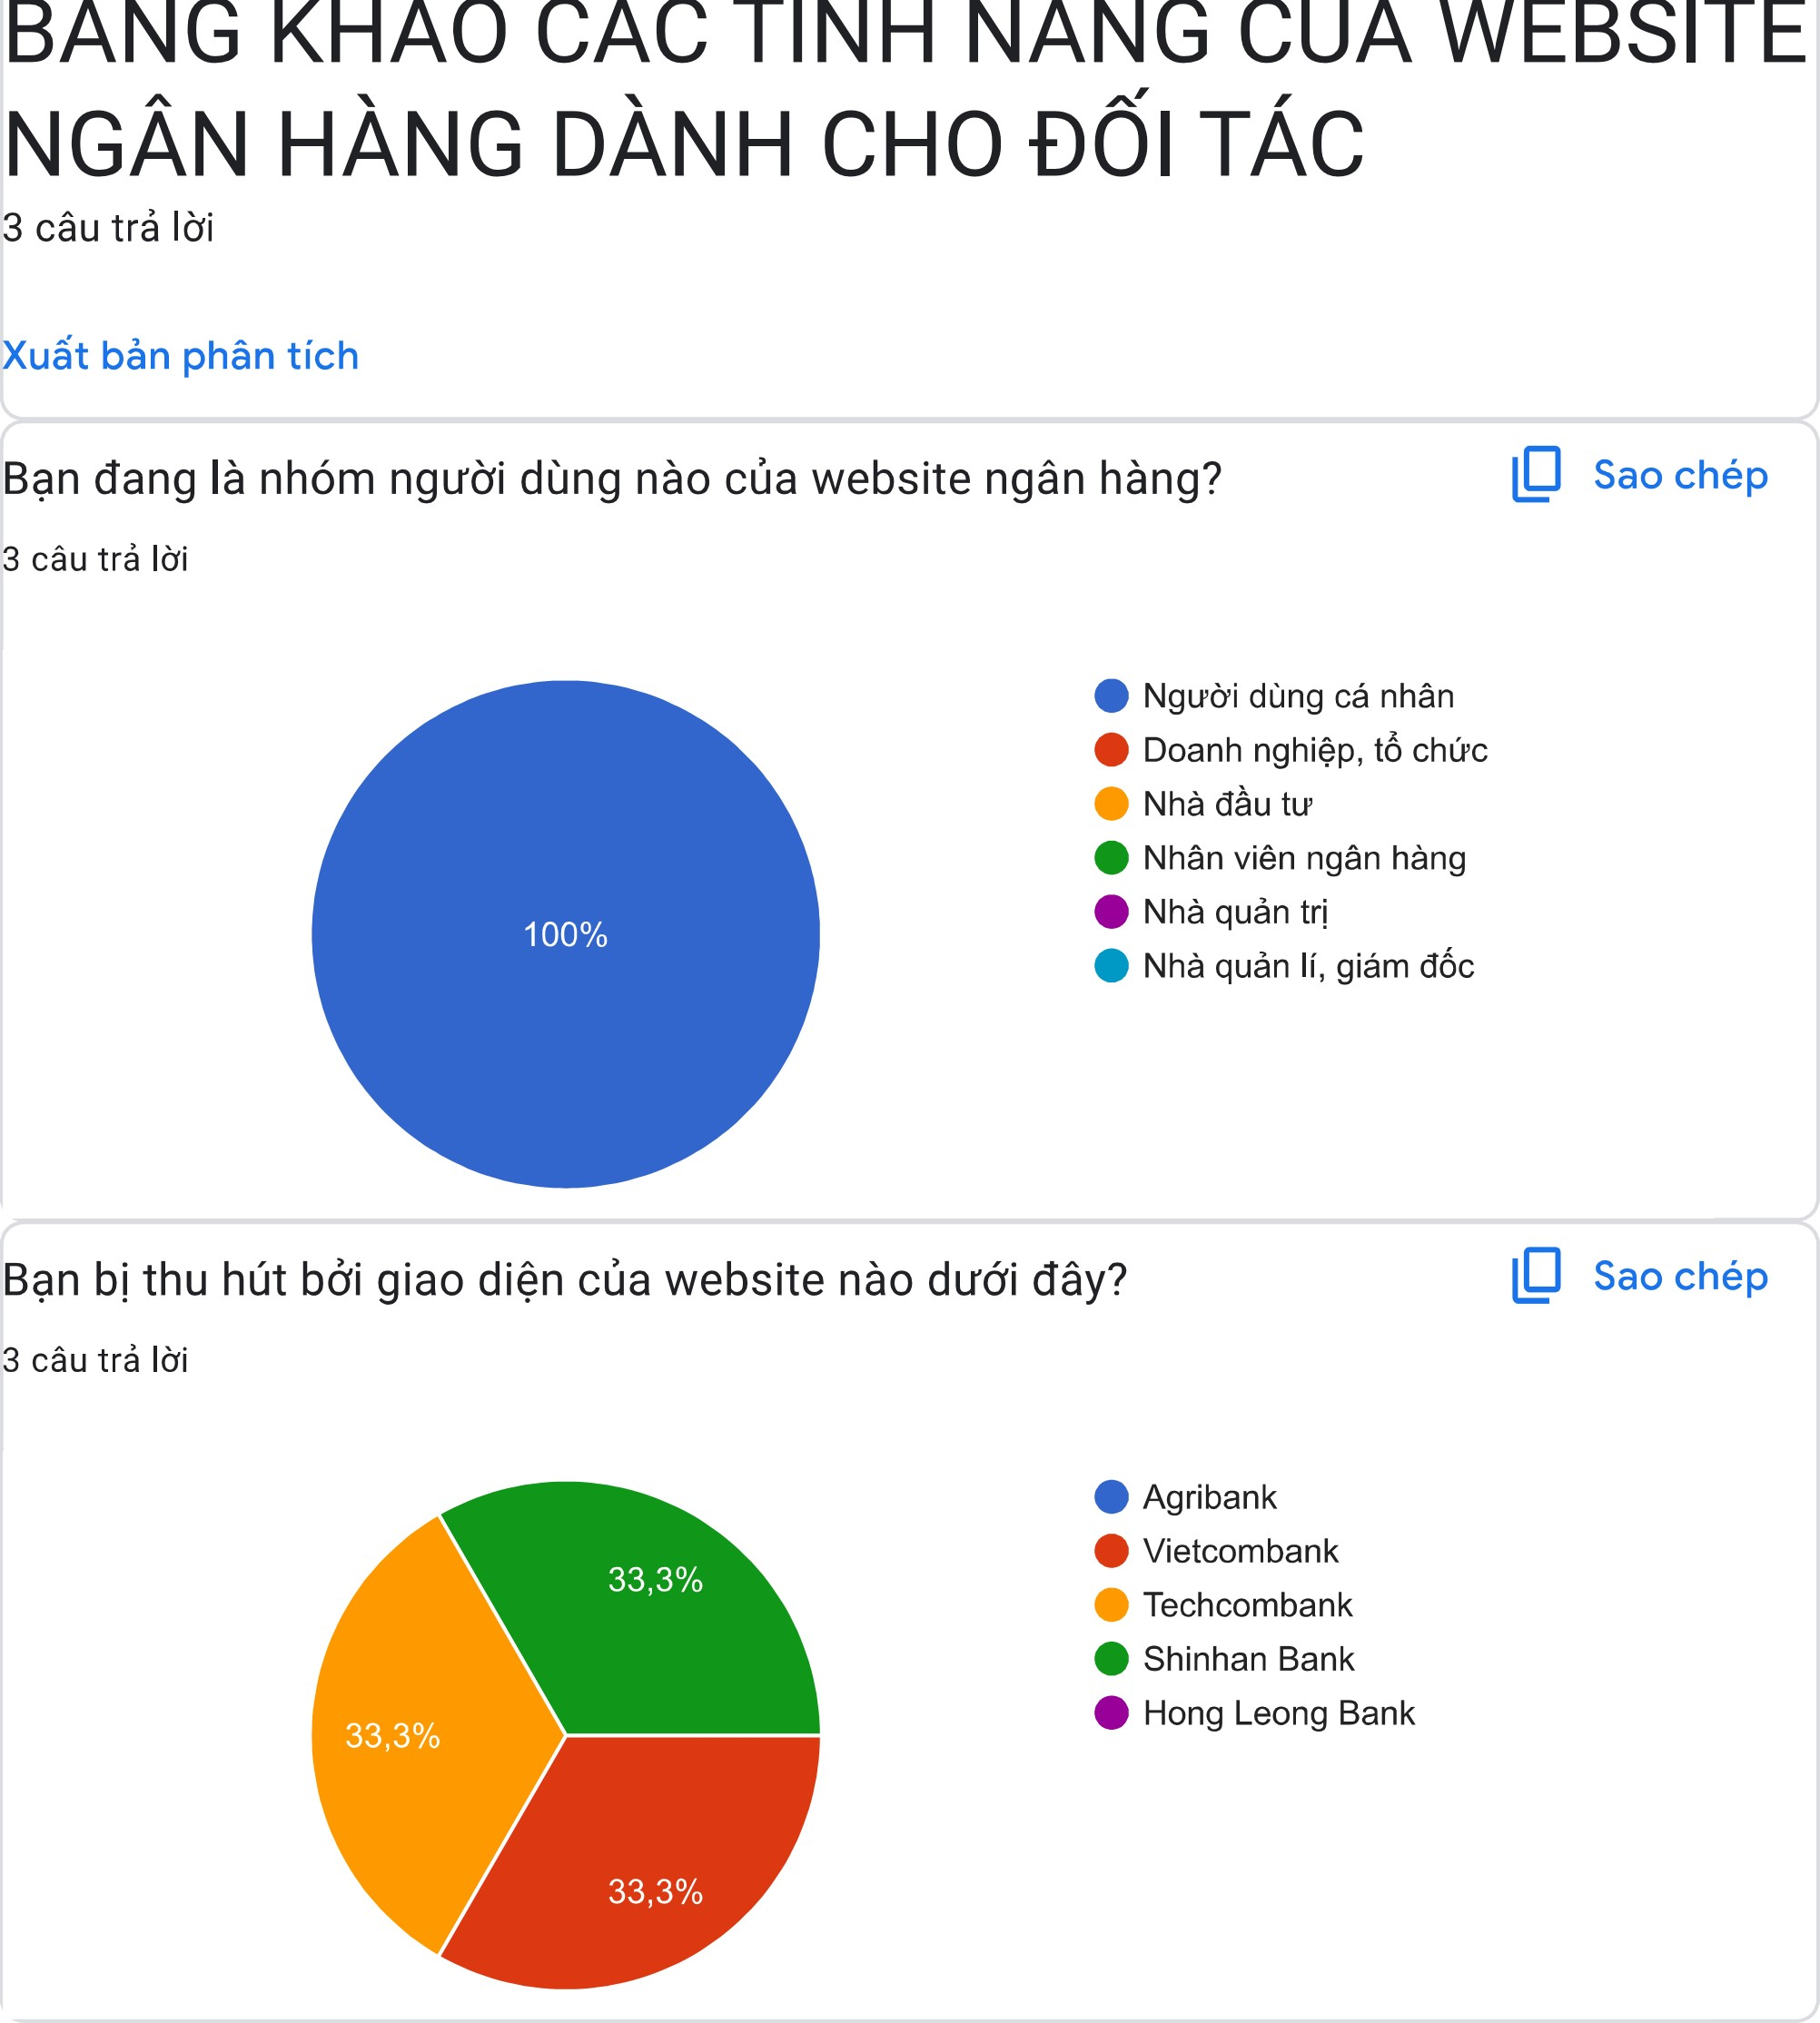 BẢNG KHẢO CÁC TÍNH NĂNG CỦA WEBSITE
NGÂN HÀNG DÀNH CHO ĐỐI TÁC
3 câu trả lời
Xuất bản phân tích
Bạn đang là nhóm người dùng nào của website ngân hàng?
Sao chép
3 câu trả lời
100%
Người dùng cá nhân
Doanh nghiệp, tổ chức
Nhà đầu tư
Nhân viên ngân hàng
Nhà quản trị
Nhà quản lí, giám đốc
Bạn bị thu hút bởi giao diện của website nào dưới đây?
Sao chép
3 câu trả lời
33,3%
33,3%
33,3%
Agribank
Vietcombank
Techcombank
Shinhan Bank
Hong Leong Bank